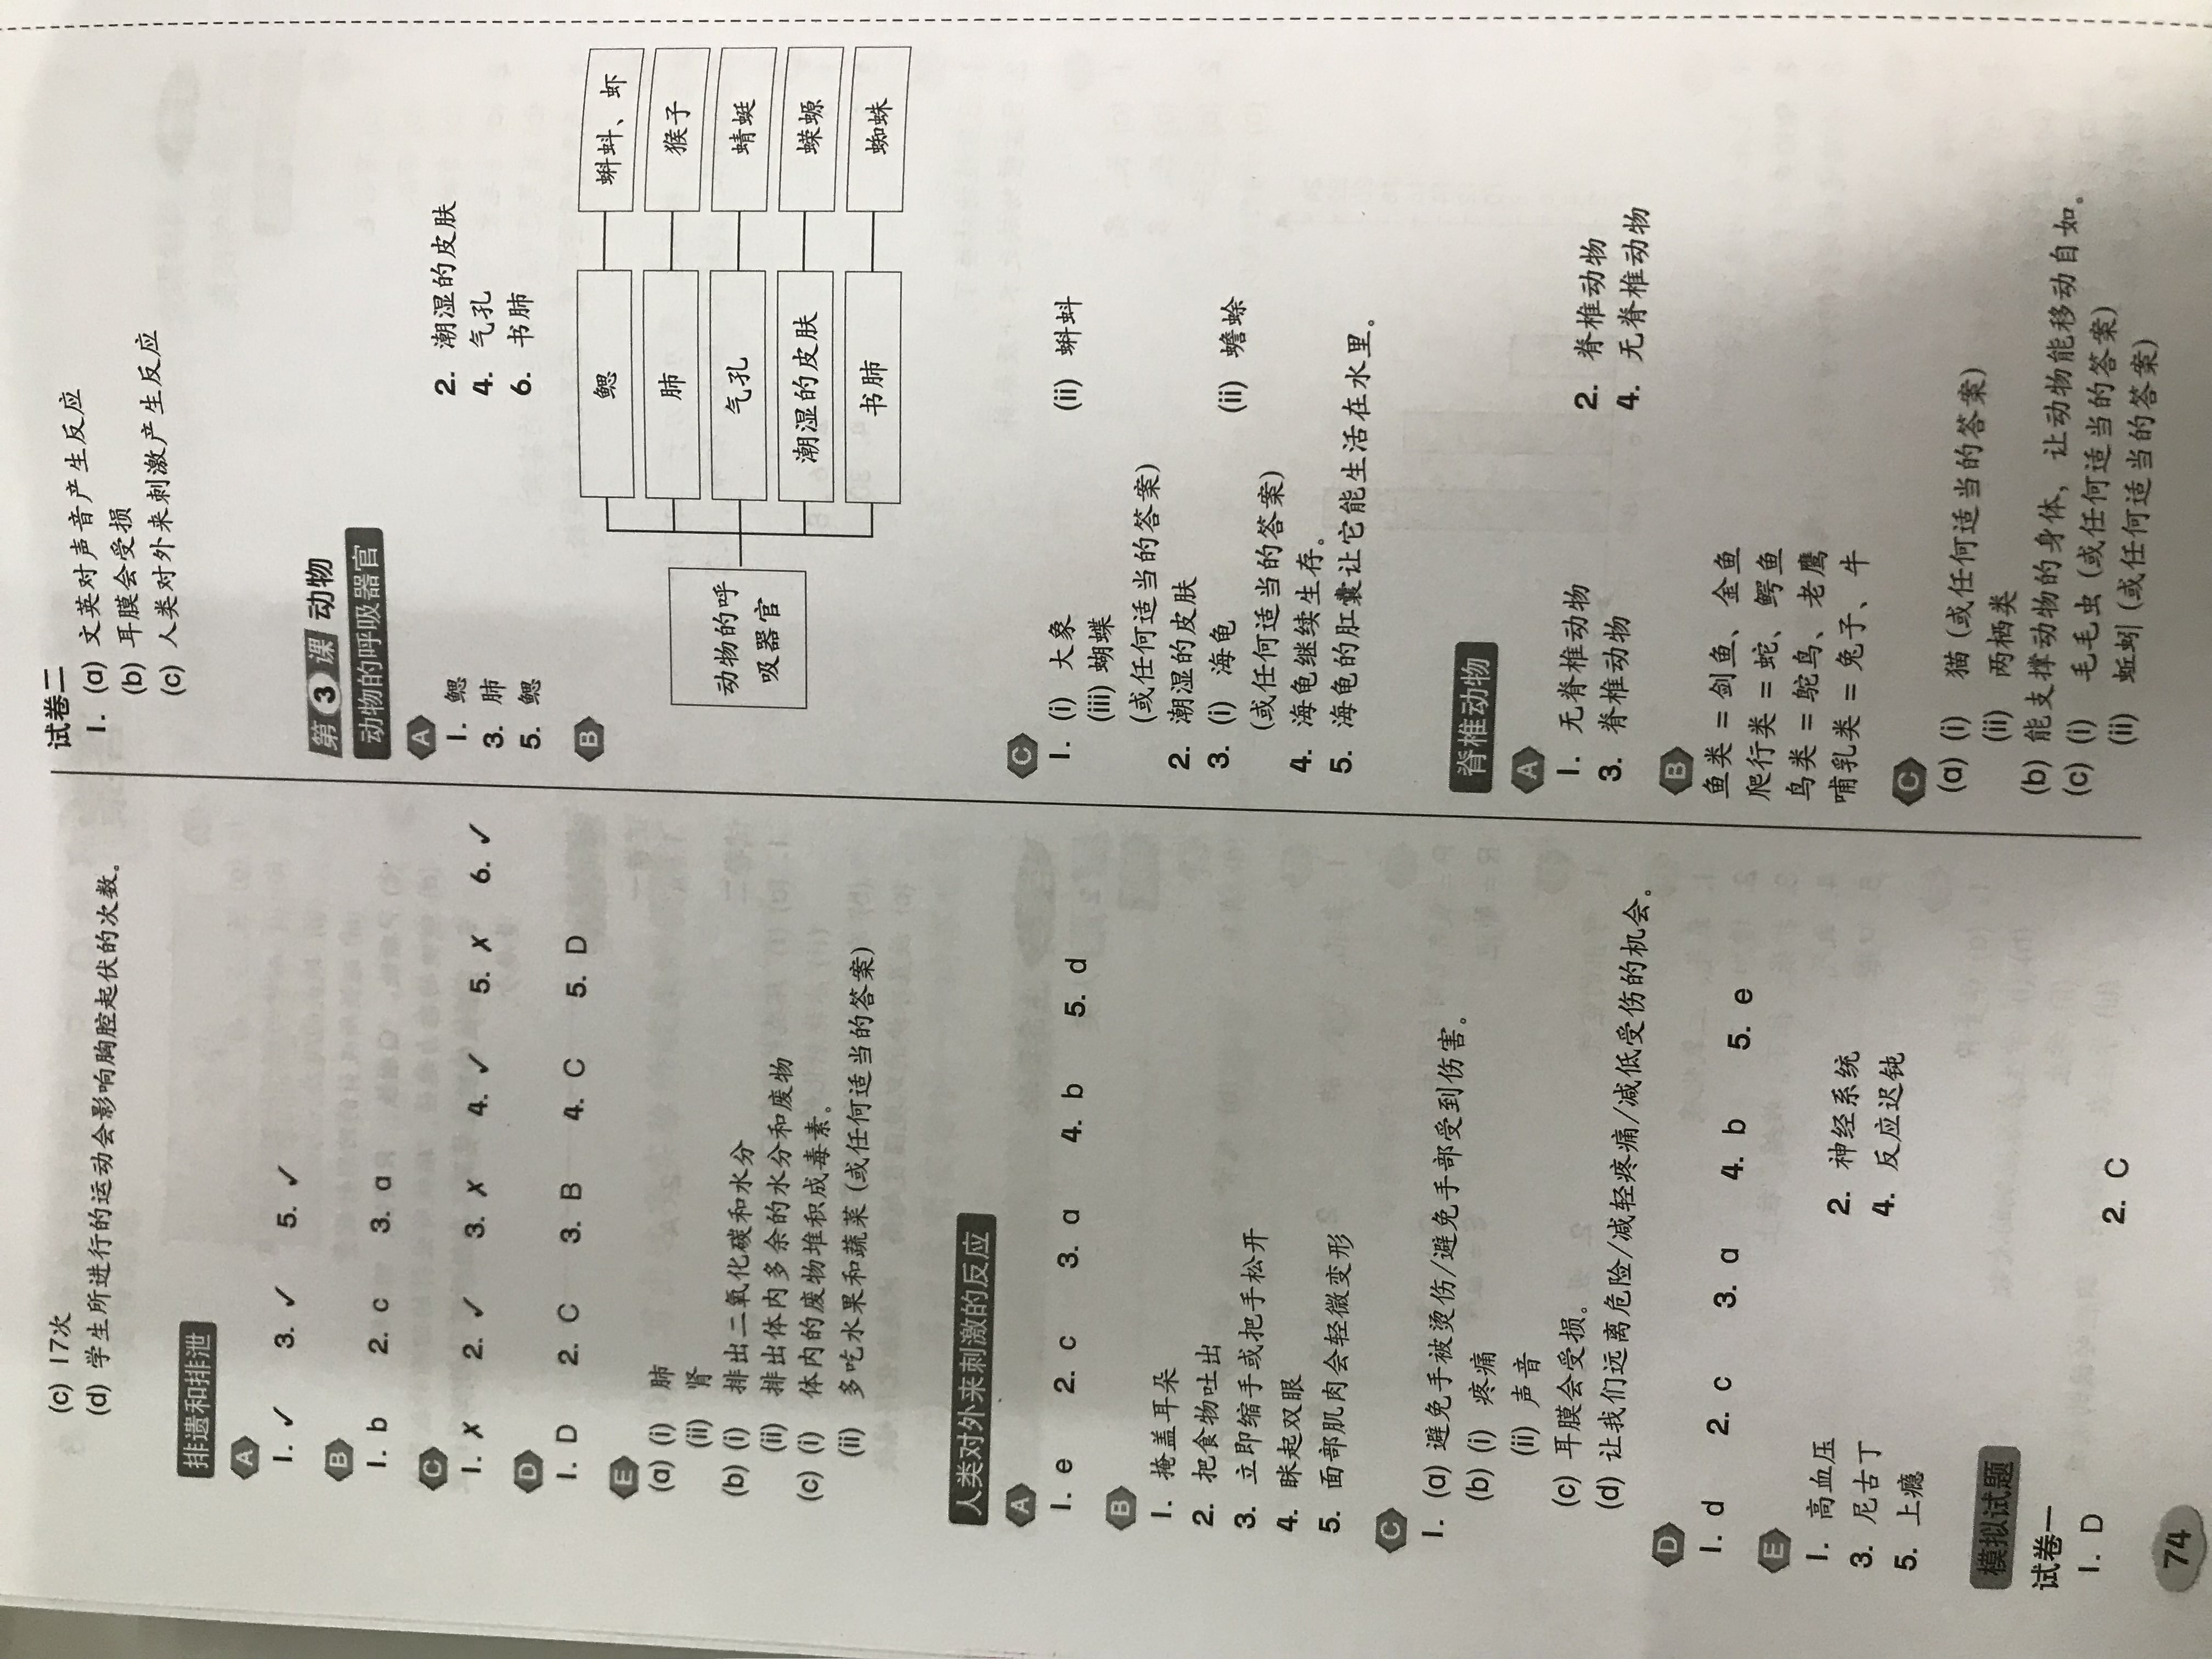 (c) 17次
(d) 学生所进行的运动会影响胸腔起伏的次数。
排遗和排泄
A
1. ✓ 3. ✓ 5. ✓
B
1. b 2. c 3. a
C
1. ✗ 2. ✓ 3. ✗ 4. ✓ 5. ✗ 6. ✓
D
1. D 2. C 3. B 4. C 5. D
E
(a) (i) 肺
(ii) 肾
(b) (i) 排出二氧化碳和水分
(ii) 排出体内多余的水分和废物
(c) (i) 体内的废物堆积成毒素。
(ii) 多吃水果和蔬菜 (或任何适当的答案)
人类对外来刺激的反应
A
1. e 2. c 3. a 4. b 5. d
B
1. 掩盖耳朵
2. 把食物吐出
3. 立即缩手或把手松开
4. 眯起双眼
5. 面部肌肉会轻微变形
C
1. (a) 避免手被烫伤/避免手部受到伤害。
(b) (i) 疼痛
(ii) 声音
(c) 耳膜会受损。
(d) 让我们远离危险/减轻疼痛/减低受伤的机会。
D
1. d 2. c 3. a 4. b 5. e
E
1. 高血压 2. 神经系统
3. 尼古丁 4. 反应迟钝
5. 上瘾
模拟试题
试卷一
1. D 2. C
74
试卷二
1. (a) 文英对声音产生反应
(b) 耳膜会受损
(c) 人类对外来刺激产生反应
第3课 动物
动物的呼吸器官
A
1. 鳃 2. 潮湿的皮肤
3. 肺 4. 气孔
5. 鳃 6. 书肺
B
动物的呼
吸器官
鳃 蝌蚪、虾
肺 猴子
气孔 蜻蜓
潮湿的皮肤 蝾螈
书肺 蜘蛛
C
1. (i) 大象 (ii) 蝌蚪
(iii) 蝴蝶
(或任何适当的答案)
2. 潮湿的皮肤
3. (i) 海龟 (ii) 蟾蜍
(或任何适当的答案)
4. 海龟继续生存。
5. 海龟的肛囊让它能生活在水里。
脊椎动物
A
1. 无脊椎动物 2. 脊椎动物
3. 脊椎动物 4. 无脊椎动物
B
鱼类 = 剑鱼、金鱼
爬行类 = 蛇、鳄鱼
鸟类 = 鸵鸟、老鹰
哺乳类 = 兔子、牛
C
(a) (i) 猫 (或任何适当的答案)
(ii) 两栖类
(b) 能支撑动物的身体，让动物能移动自如。
(c) (i) 毛毛虫 (或任何适当的答案)
(ii) 蚯蚓 (或任何适当的答案)